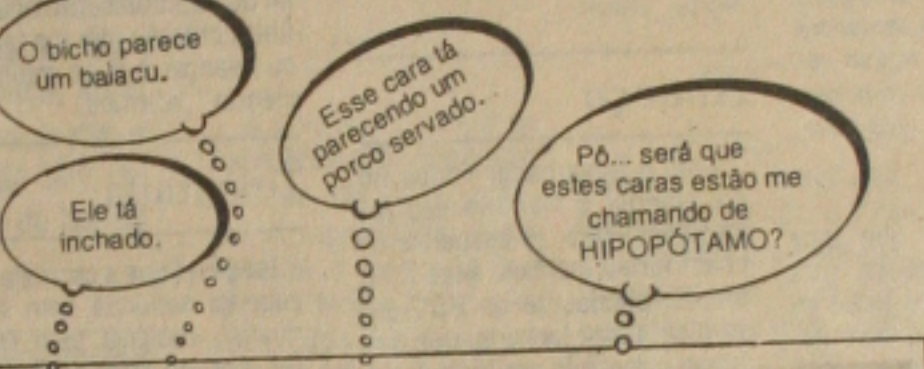 O bicho parece
um baiacu.
Ele tá
inchado.
Esse cara tá
parecendo um
porco servado...
Pô... será que
estes caras estão me
chamando de
HIPOPÓTAMO?